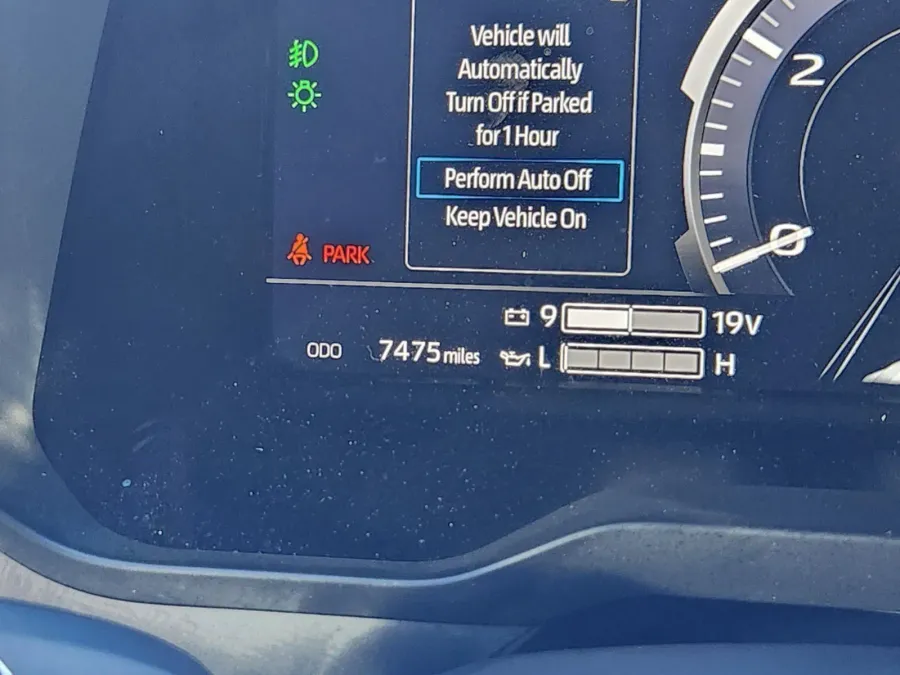 Vehicle will
Automatically
Turn Off if Parked
for 1 Hour
Perform Auto Off
Keep Vehicle On
2
0
PARK
9 19V
ODO 7475 miles
L H